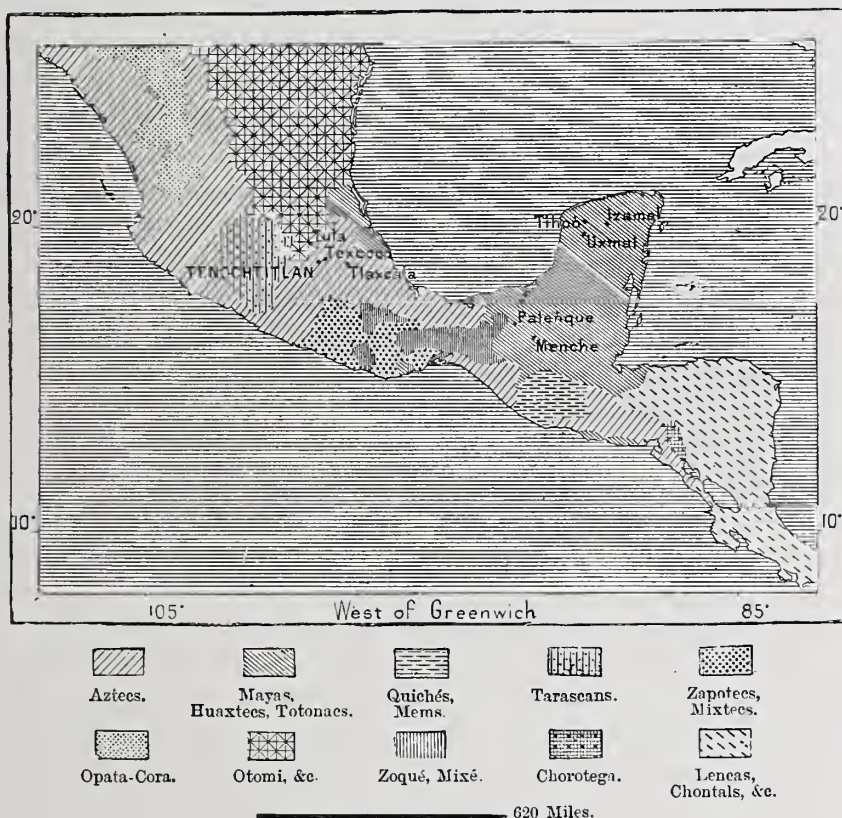 20°
20°
Tihoo
Izamal
Uxmal
Tula
Tezcoco
TENOCHTITLAN
Tlaxcala
Palenque
Menche
10°
10°
105°
West of Greenwich
85°
Aztecs.
Mayas,
Huaxtecs, Totonacs.
Quichés,
Mems.
Tarascans.
Zapotecs,
Mixtecs.
Opata-Cora.
Otomi, &c.
Zoqué, Mixé.
Chorotega.
Lencas,
Chontals, &c.
620 Miles.